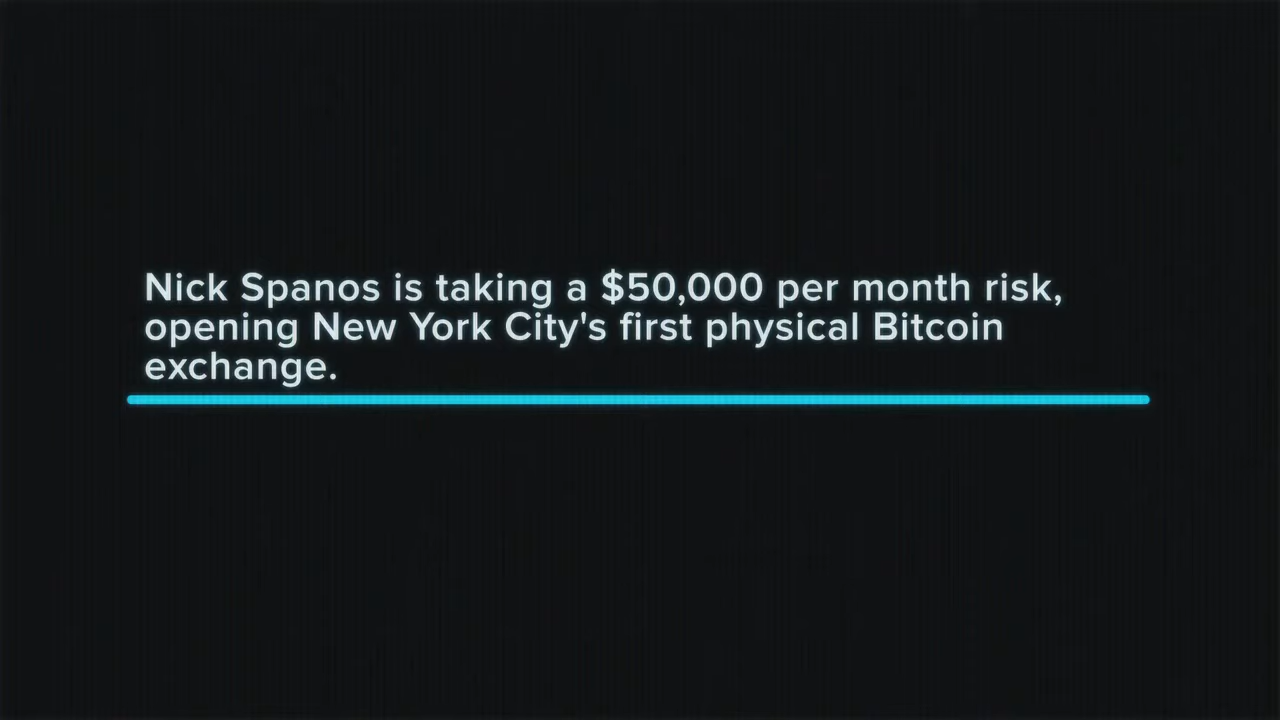 Nick Spanos is taking a $50,000 per month risk,
opening New York City's first physical Bitcoin
exchange.